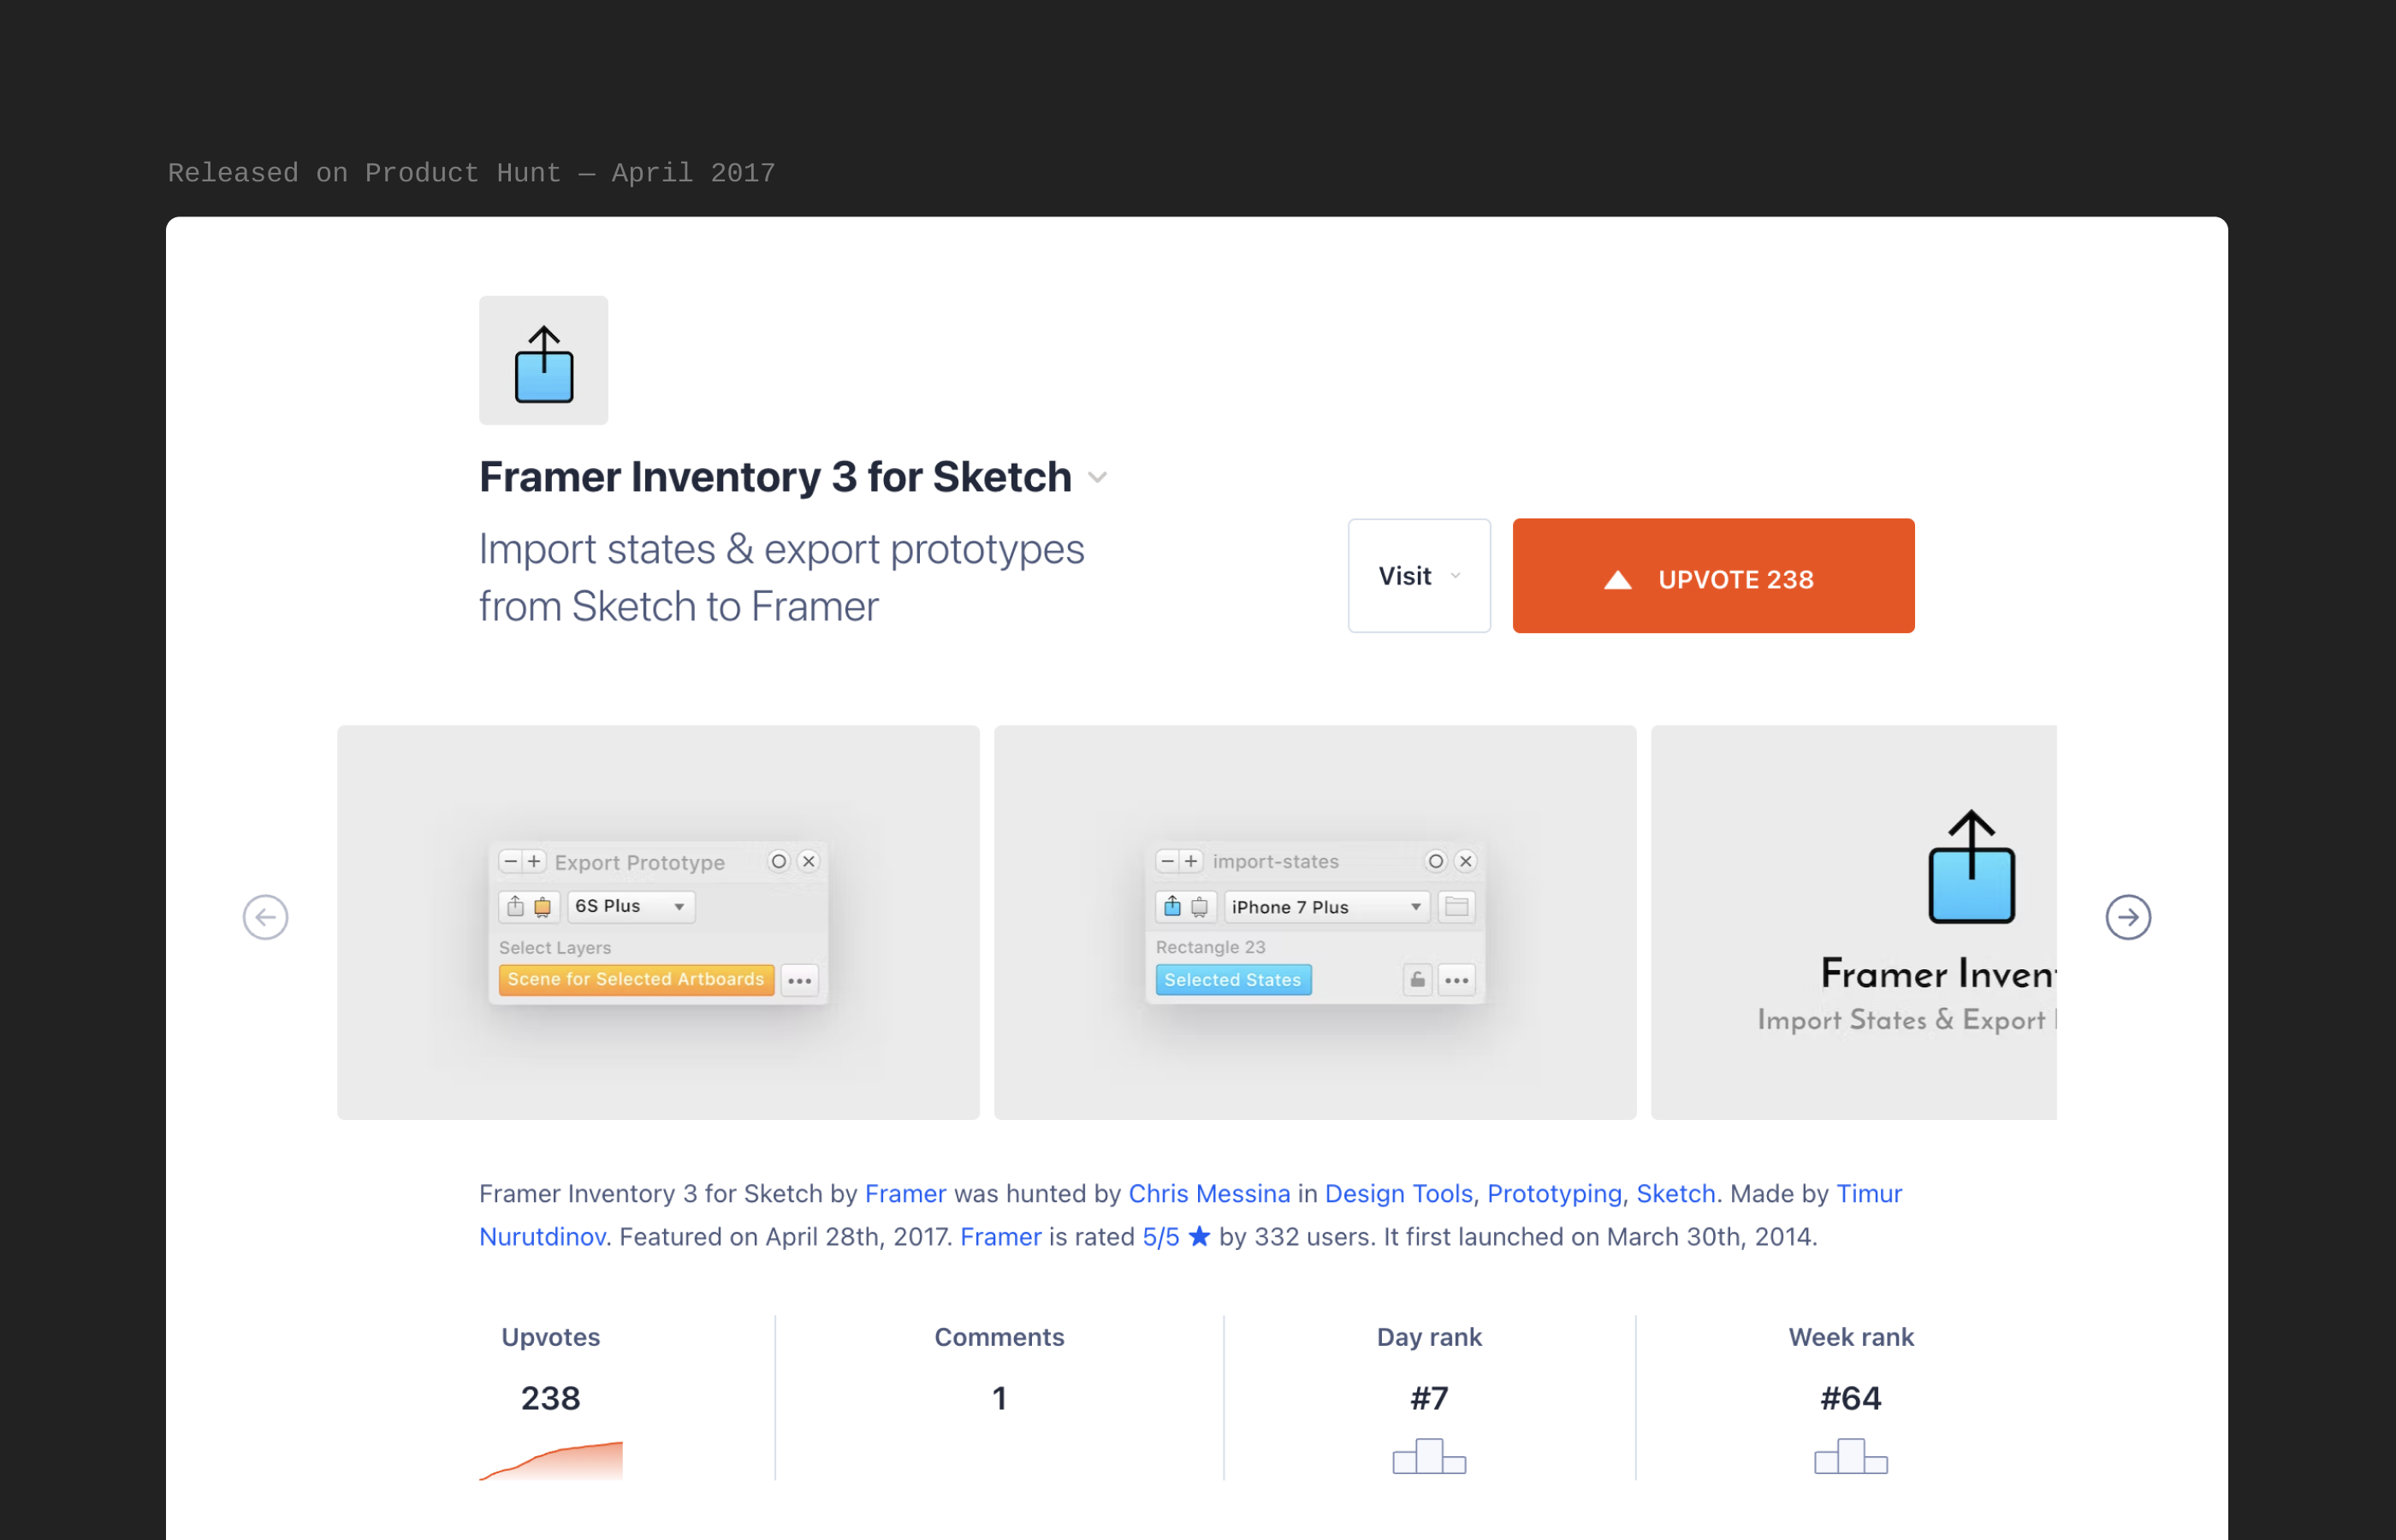 Released on Product Hunt — April 2017
Framer Inventory 3 for Sketch
Import states & export prototypes
from Sketch to Framer
Visit
UPVOTE 238
Export Prototype
6S Plus
Select Layers
Scene for Selected Artboards
import-states
iPhone 7 Plus
Rectangle 23
Selected States
Framer Inven
Import States & Export
Framer Inventory 3 for Sketch by Framer was hunted by Chris Messina in Design Tools, Prototyping, Sketch. Made by Timur
Nurutdinov. Featured on April 28th, 2017. Framer is rated 5/5 ★ by 332 users. It first launched on March 30th, 2014.
Upvotes
238
Comments
1
Day rank
#7
Week rank
#64